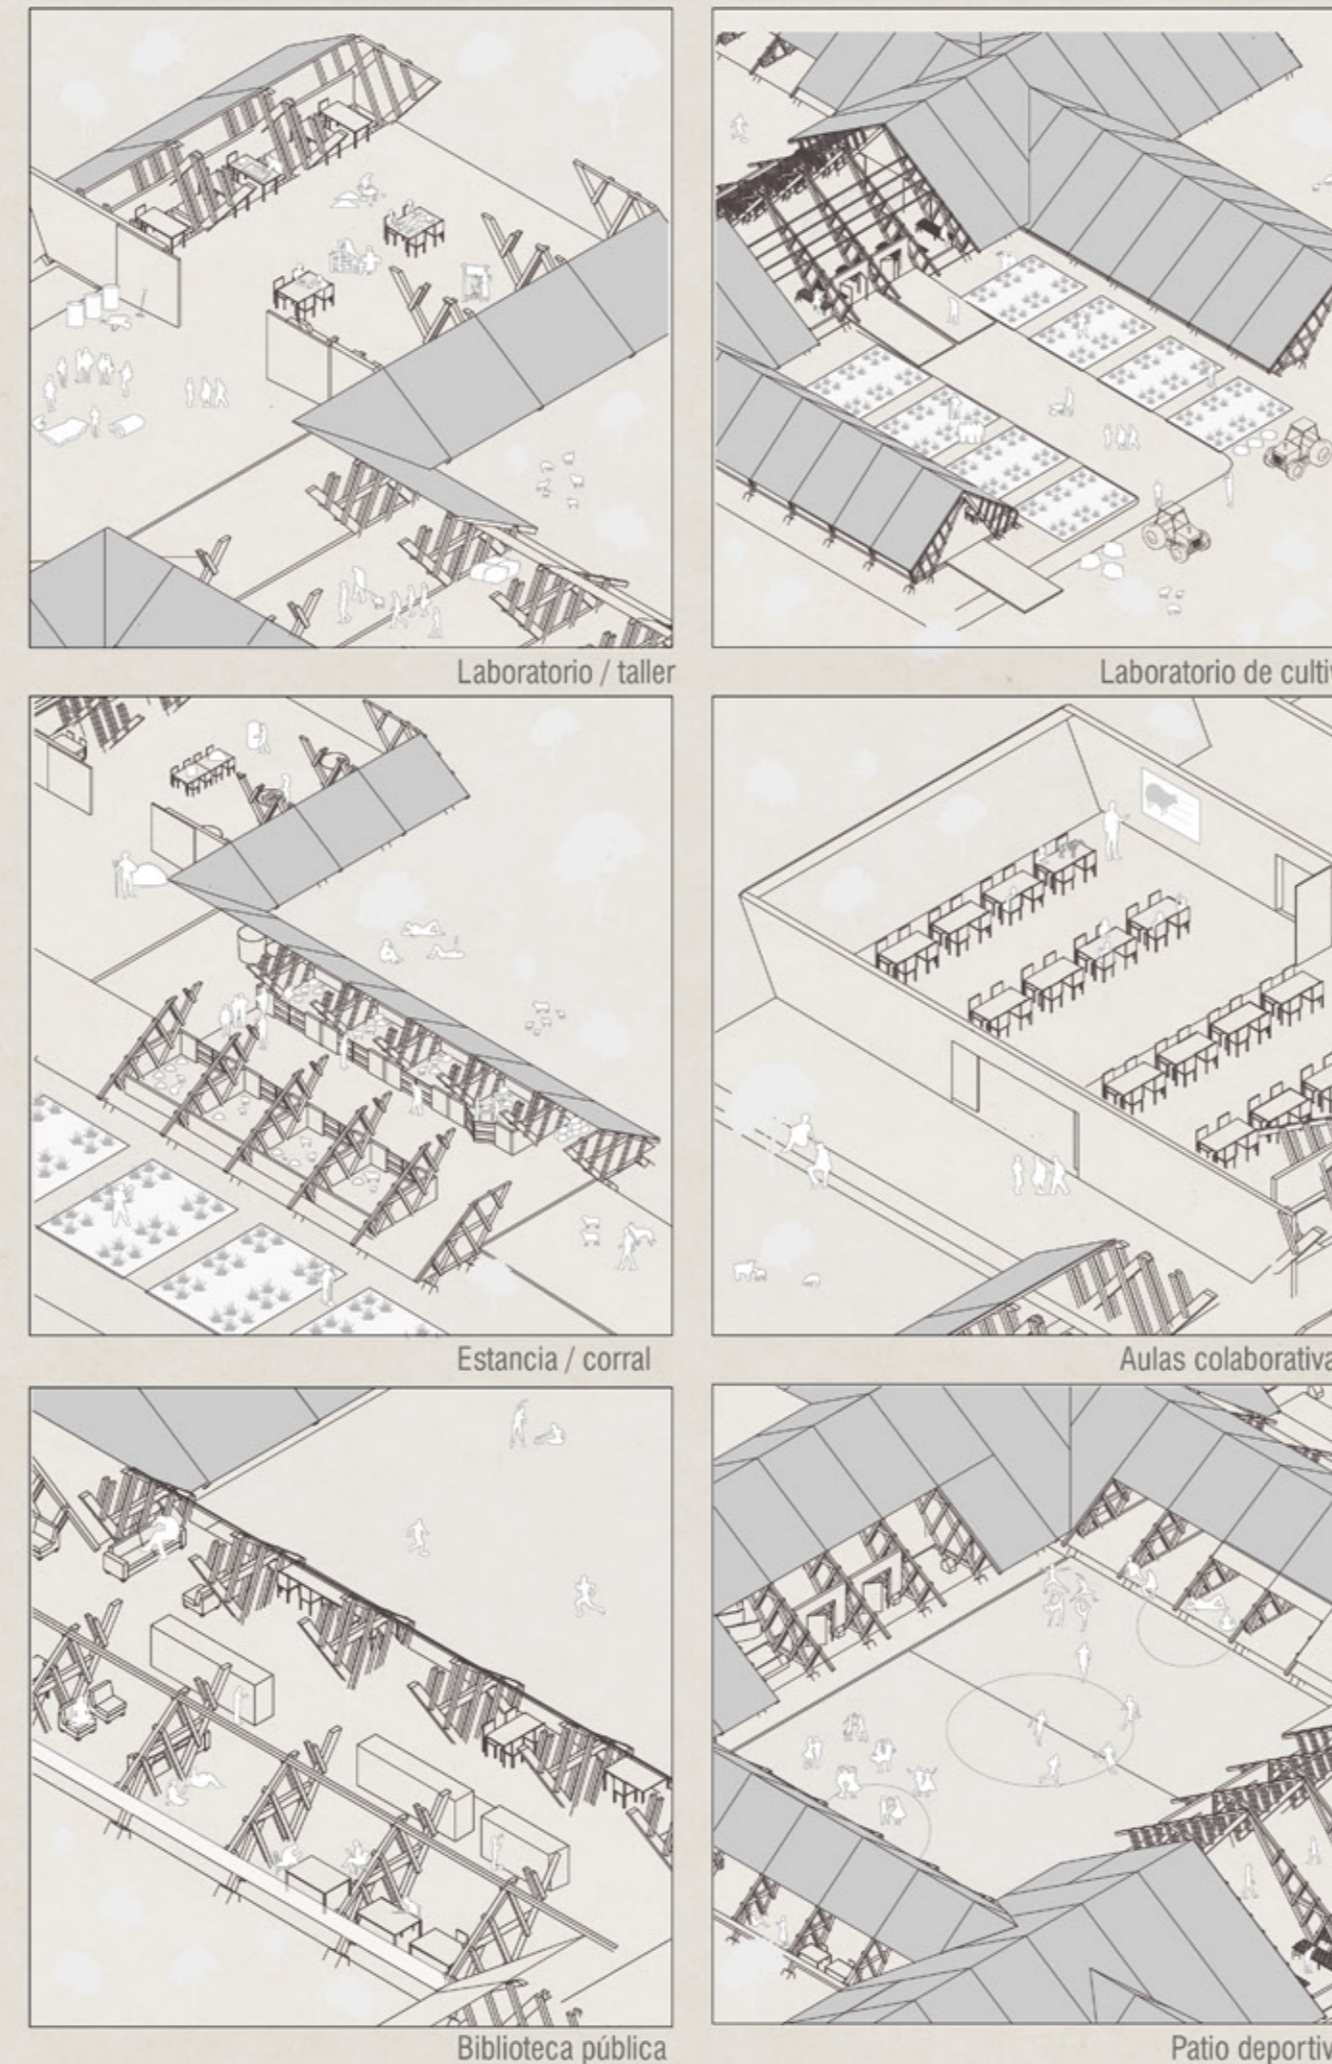 Laboratorio / taller
Laboratorio de cultiv
Estancia / corral
Aulas colaborativa
Biblioteca pública
Patio deportiv